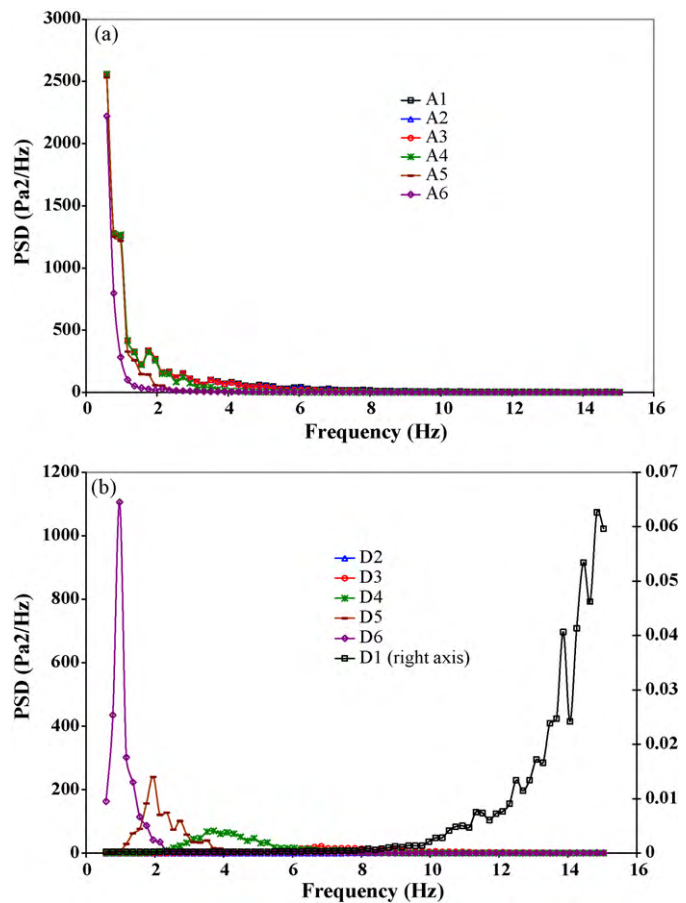 (a)
3000
2500
2000
1500
1000
500
0
PSD (Pa2/Hz)
A1
A2
A3
A4
A5
A6
0 2 4 6 8 10 12 14 16
Frequency (Hz)
(b)
1200
1000
800
600
400
200
0
PSD (Pa2/Hz)
D2
D3
D4
D5
D6
D1 (right axis)
0.07
0.06
0.05
0.04
0.03
0.02
0.01
0
0 2 4 6 8 10 12 14 16
Frequency (Hz)